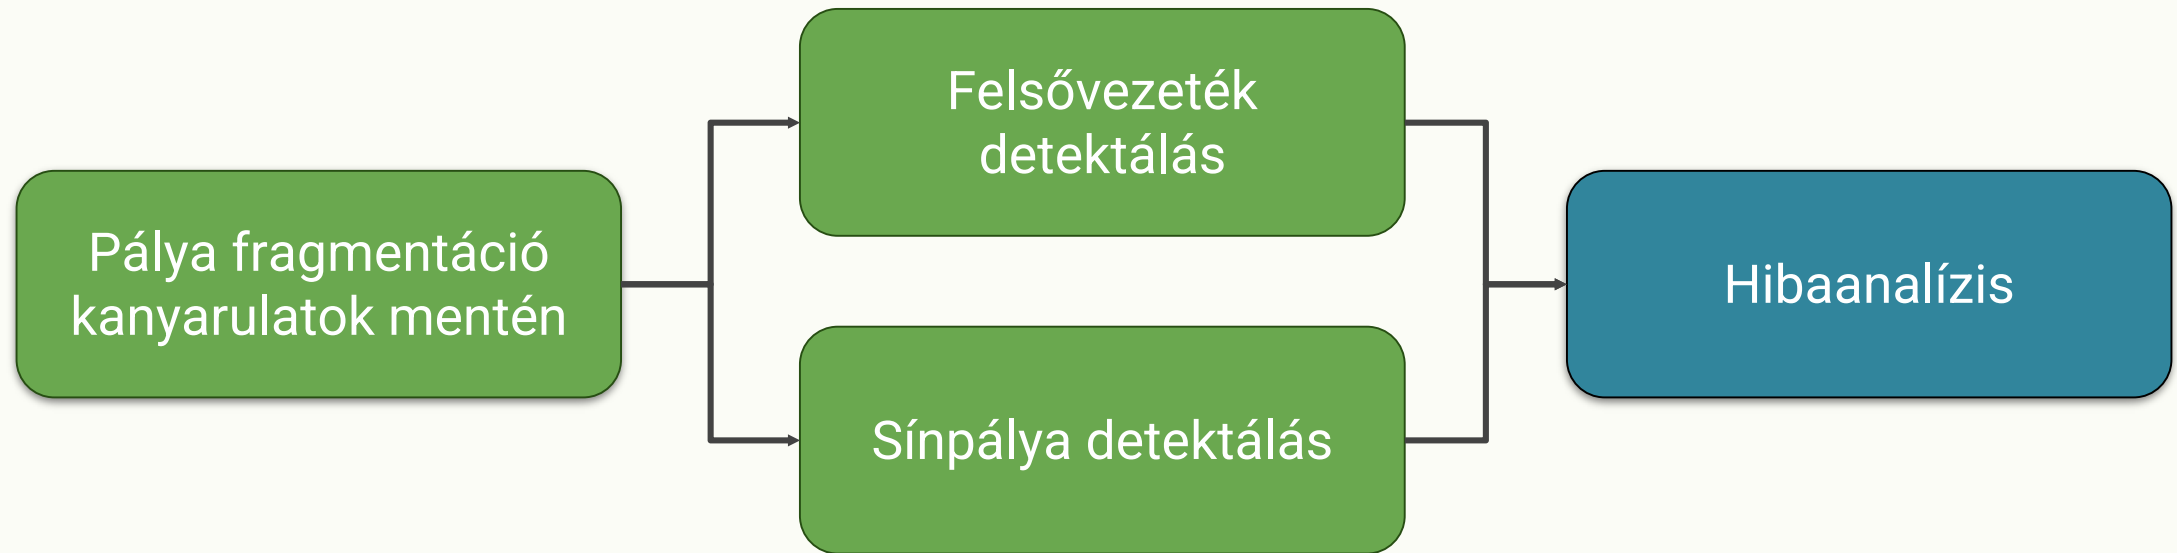 Pálya fragmentáció
kanyarulatok mentén
Felsővezeték
detektálás
Sínpálya detektálás
Hibaanalízis